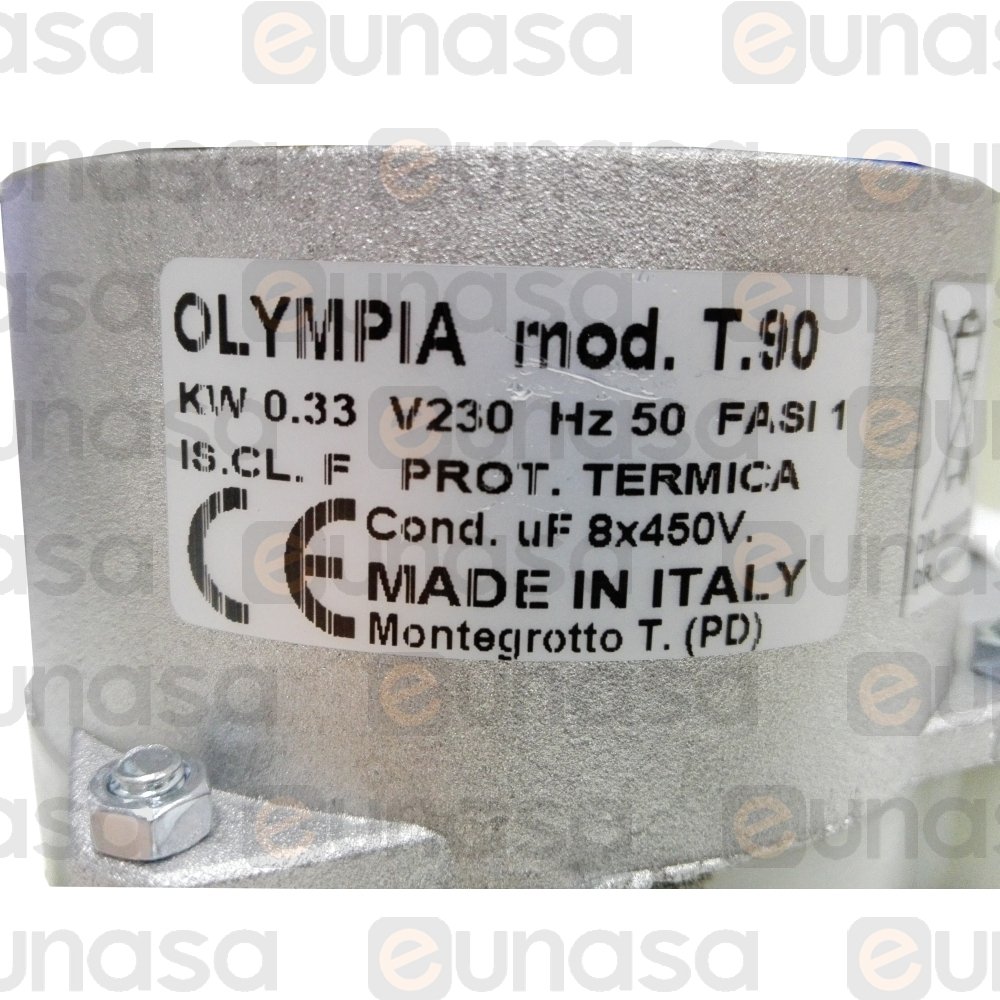 OLYMPIA mod. T.90
KW 0.33 V230 Hz 50 FASI 1
IS.CL. F PROT. TERMICA
CE
Cond. uF 8x450V.
MADE IN ITALY
Montegrotto T. (PD)
eunasa